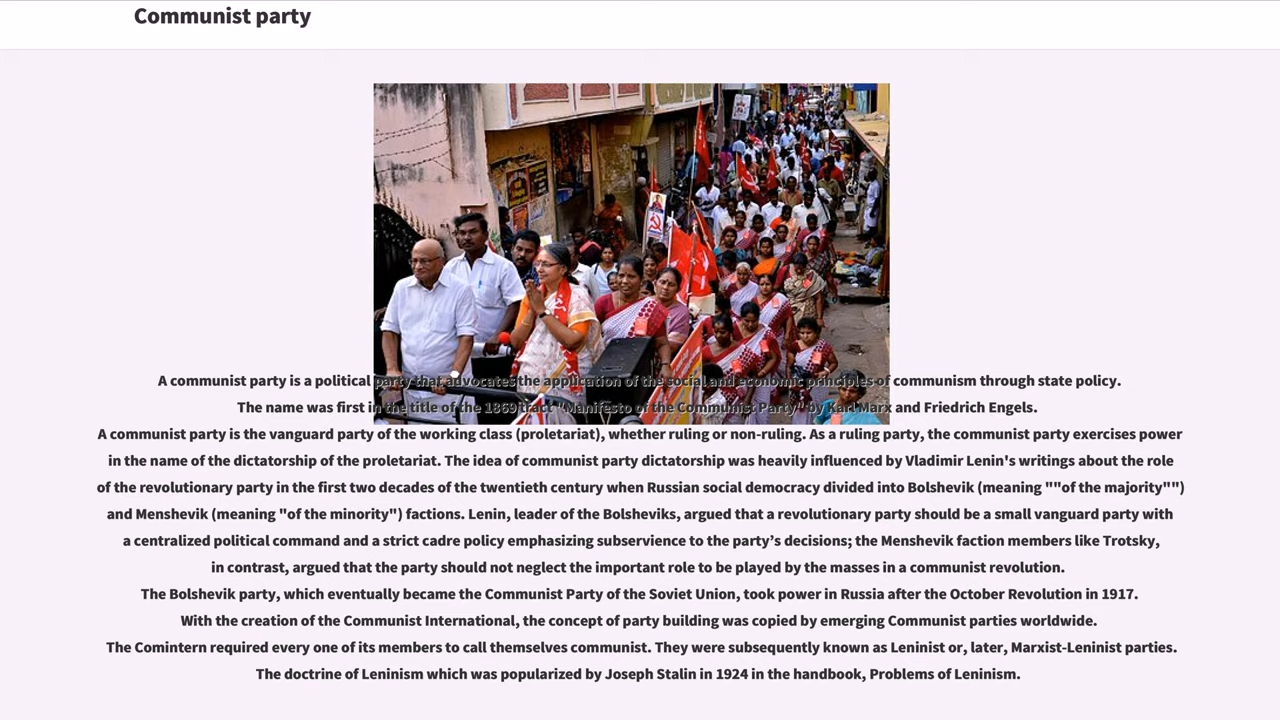 Communist party
A communist party is a political party that advocates the application of the social and economic principles of communism through state policy.
The name was first in the title of the 1869 tract "Manifesto of the Communist Party" by Karl Marx and Friedrich Engels.
A communist party is the vanguard party of the working class (proletariat), whether ruling or non-ruling. As a ruling party, the communist party exercises power
in the name of the dictatorship of the proletariat. The idea of communist party dictatorship was heavily influenced by Vladimir Lenin's writings about the role
of the revolutionary party in the first two decades of the twentieth century when Russian social democracy divided into Bolshevik (meaning ""of the majority"")
and Menshevik (meaning "of the minority") factions. Lenin, leader of the Bolsheviks, argued that a revolutionary party should be a small vanguard party with
a centralized political command and a strict cadre policy emphasizing subservience to the party’s decisions; the Menshevik faction members like Trotsky,
in contrast, argued that the party should not neglect the important role to be played by the masses in a communist revolution.
The Bolshevik party, which eventually became the Communist Party of the Soviet Union, took power in Russia after the October Revolution in 1917.
With the creation of the Communist International, the concept of party building was copied by emerging Communist parties worldwide.
The Comintern required every one of its members to call themselves communist. They were subsequently known as Leninist or, later, Marxist-Leninist parties.
The doctrine of Leninism which was popularized by Joseph Stalin in 1924 in the handbook, Problems of Leninism.